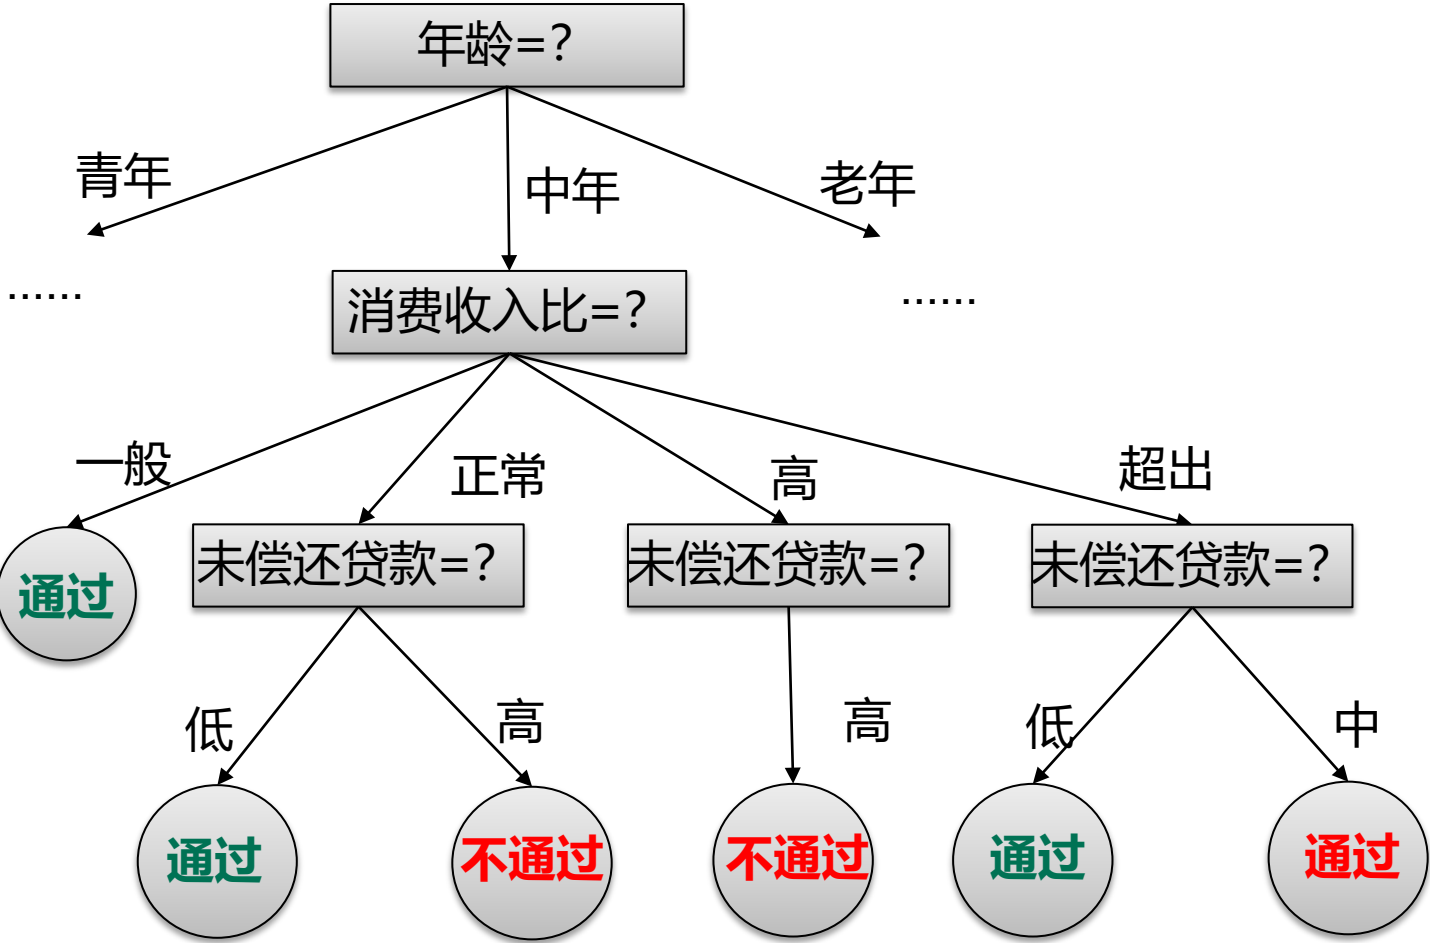 年龄=?
青年
中年
老年
......
消费收入比=?
......
一般
正常
高
超出
通过
未偿还贷款=?
未偿还贷款=?
未偿还贷款=?
低
高
高
低
中
通过
不通过
不通过
通过
通过